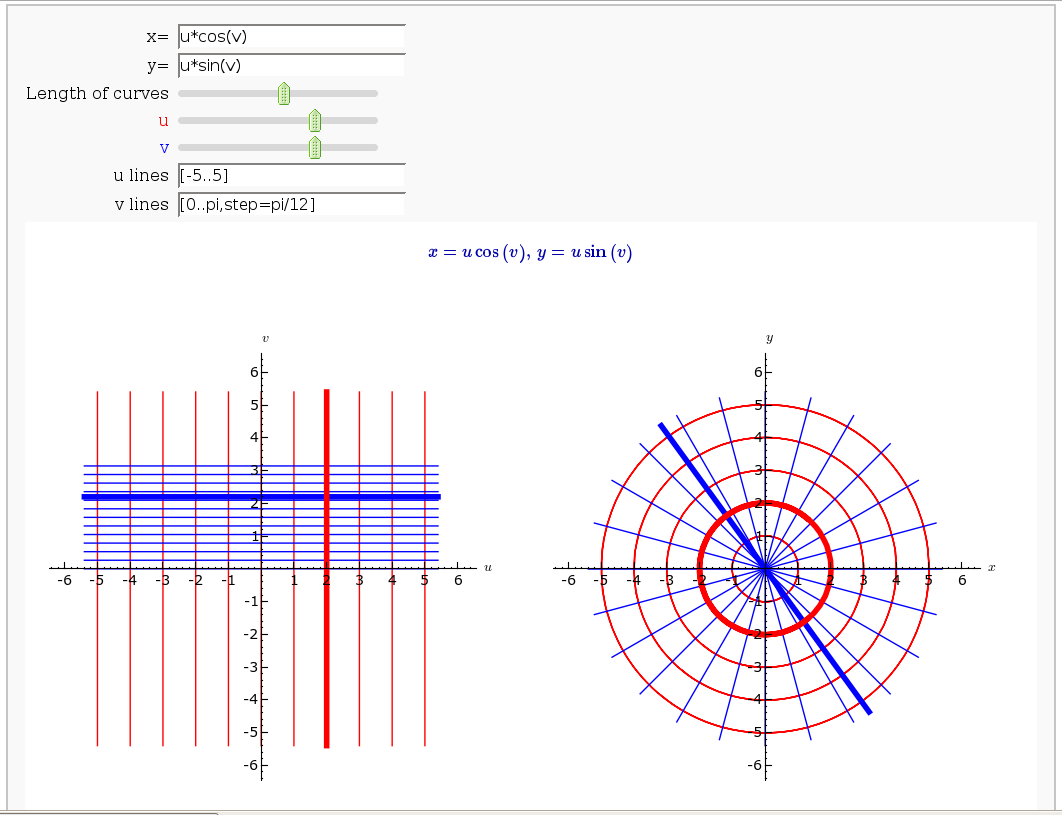 x= u*cos(v)
y= u*sin(v)
Length of curves
u
v
u lines [-5..5]
v lines [0..pi,step=pi/12]
x = u cos (v), y = u sin (v)
v
6
5
4
3
2
1
-6 -5 -4 -3 -2 -1 1 2 3 4 5 6 u
-1
-2
-3
-4
-5
-6
y
6
5
4
3
2
1
-6 -5 -4 -3 -2 -1 1 2 3 4 5 6 x
-1
-2
-3
-4
-5
-6